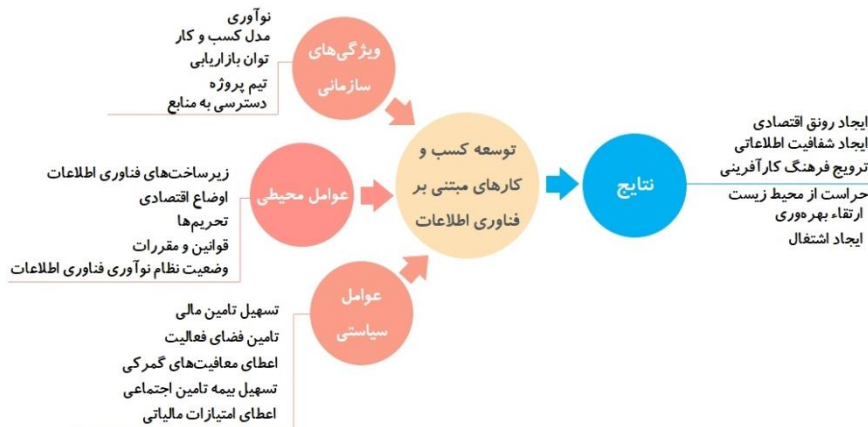 نوآوری
مدل کسب و کار
توان بازاریابی
تیم پروژه
دسترسی به منابع
ویژگی‌های
سازمانی
زیرساخت‌های فناوری اطلاعات
اوضاع اقتصادی
تحریم‌ها
قوانین و مقررات
وضعیت نظام نوآوری فناوری اطلاعات
عوامل محیطی
تسهیل تامین مالی
تامین فضای فعالیت
اعطای معافیت‌های گمرکی
تسهیل بیمه تامین اجتماعی
اعطای امتیازات مالیاتی
عوامل
سیاستی
توسعه کسب و
کارهای مبتنی بر
فناوری اطلاعات
نتایج
ایجاد رونق اقتصادی
ایجاد شفافیت اطلاعاتی
ترویج فرهنگ کارآفرینی
حراست از محیط زیست
ارتقاء بهره‌وری
ایجاد اشتغال